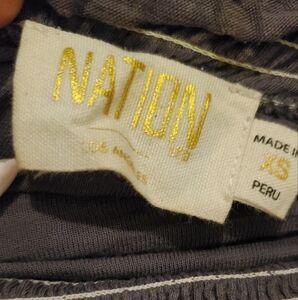 NATION
LTD
LOS ANGELES
MADE IN
XS
PERU